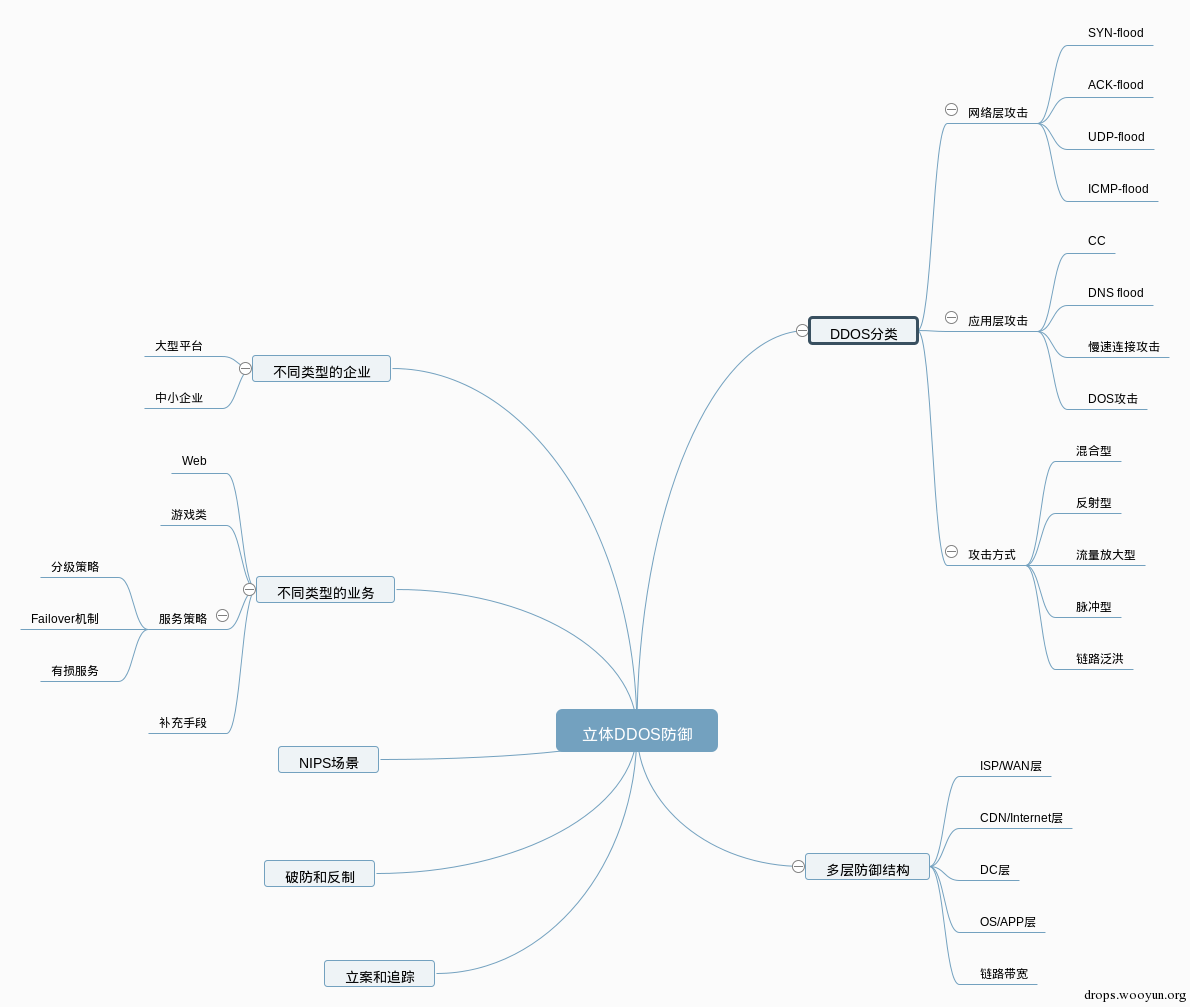 立体DDOS防御
DDOS分类
网络层攻击
SYN-flood
ACK-flood
UDP-flood
ICMP-flood
应用层攻击
CC
DNS flood
慢速连接攻击
DOS攻击
攻击方式
混合型
反射型
流量放大型
脉冲型
链路泛洪
多层防御结构
ISP/WAN层
CDN/Internet层
DC层
OS/APP层
链路带宽
不同类型的企业
大型平台
中小企业
不同类型的业务
Web
游戏类
服务策略
分级策略
Failover机制
有损服务
补充手段
NIPS场景
破防和反制
立案和追踪
drops.wooyun.org